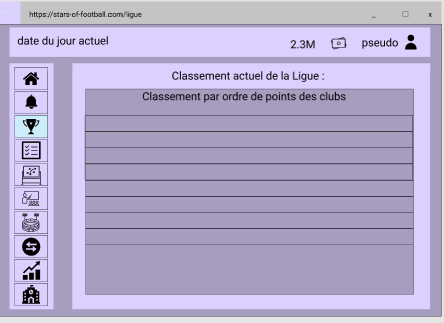 https://stars-of-football.com/ligue
date du jour actuel
2.3M
pseudo
Classement actuel de la Ligue :
Classement par ordre de points des clubs